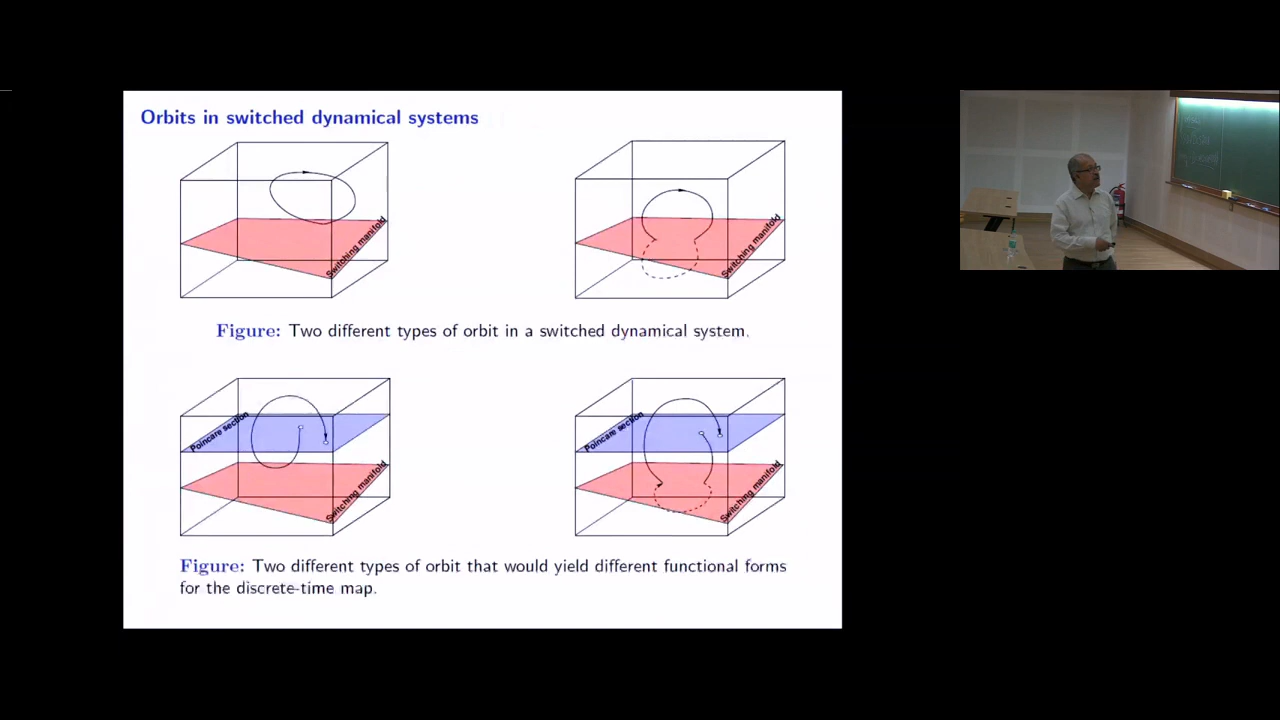 Orbits in switched dynamical systems
Switching manifold
Switching manifold
Figure: Two different types of orbit in a switched dynamical system.
Poincare section
Switching manifold
Poincare section
Switching manifold
Figure: Two different types of orbit that would yield different functional forms
for the discrete-time map.